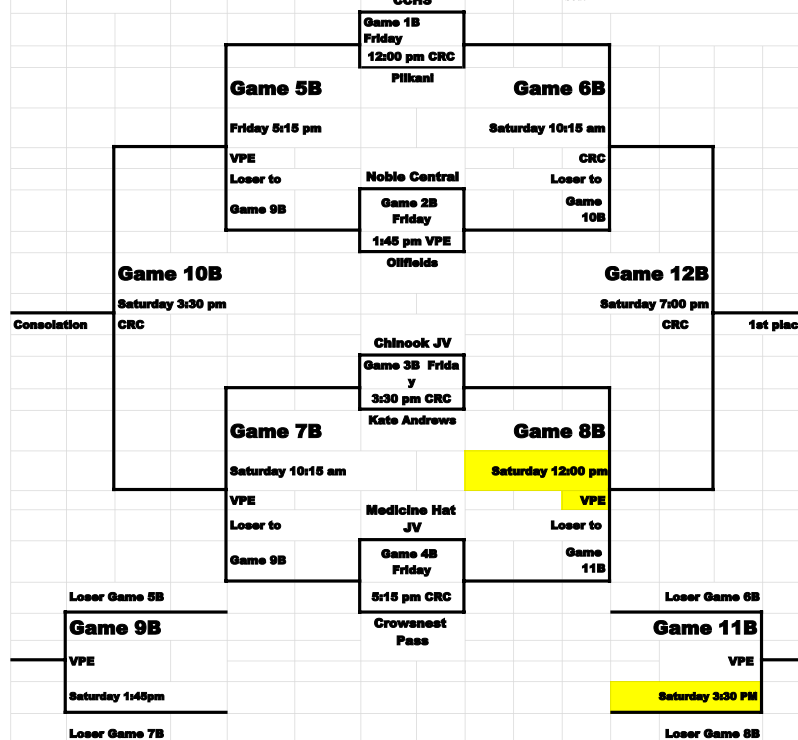 CCHS
Game 1B
Friday
12:00 pm CRC
Piikani
Game 5B
Game 6B
Friday 5:15 pm
Saturday 10:15 am
VPE
CRC
Loser to
Noble Central
Loser to
Game 9B
Game 2B
Friday
Game
10B
1:45 pm VPE
Oilfields
Game 10B
Game 12B
Saturday 3:30 pm
Saturday 7:00 pm
Consolation
CRC
CRC
1st plac
Chinook JV
Game 3B Frida
y
3:30 pm CRC
Kate Andrews
Game 7B
Game 8B
Saturday 10:15 am
Saturday 12:00 pm
VPE
VPE
Medicine Hat
JV
Loser to
Loser to
Game 9B
Game 4B
Friday
Game
11B
5:15 pm CRC
Loser Game 5B
Loser Game 6B
Crowsnest
Pass
Game 9B
Game 11B
VPE
VPE
Saturday 1:45pm
Saturday 3:30 PM
Loser Game 7B
Loser Game 8B